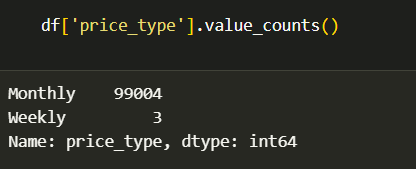 df['price_type'].value_counts()
Monthly    99004
Weekly         3
Name: price_type, dtype: int64